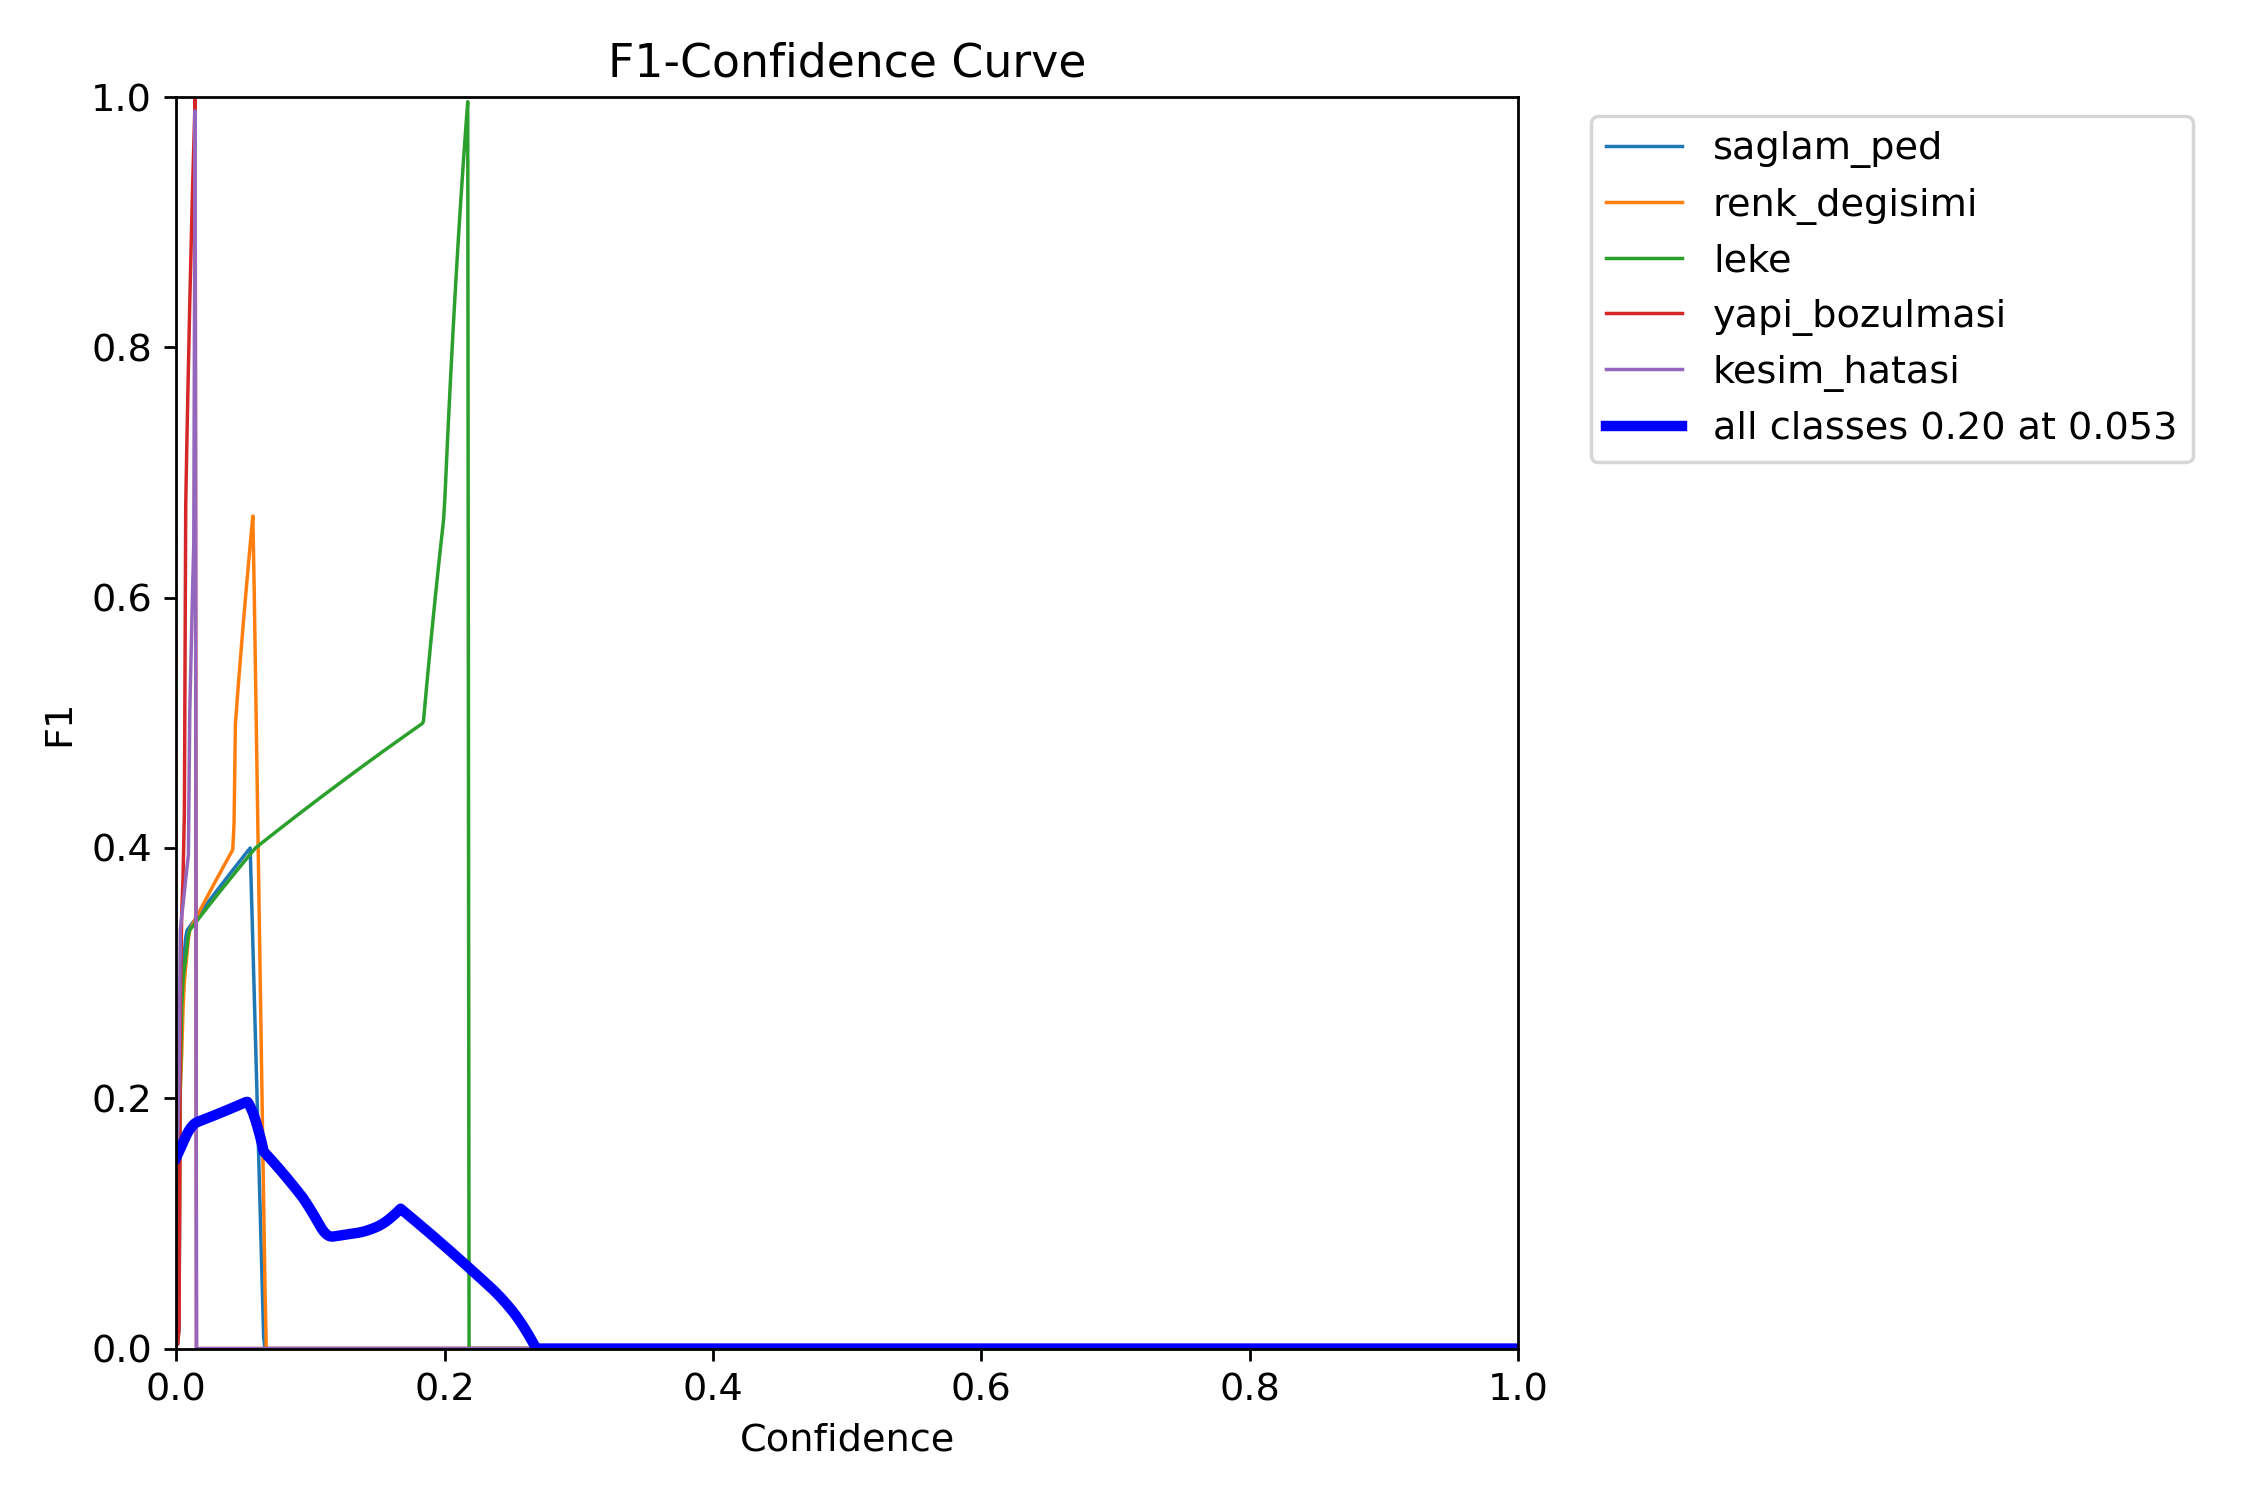 F1-Confidence Curve
1.0
0.8
0.6
0.4
0.2
0.0
F1
0.0 0.2 0.4 0.6 0.8 1.0
Confidence
saglam_ped
renk_degisimi
leke
yapi_bozulmasi
kesim_hatasi
all classes 0.20 at 0.053